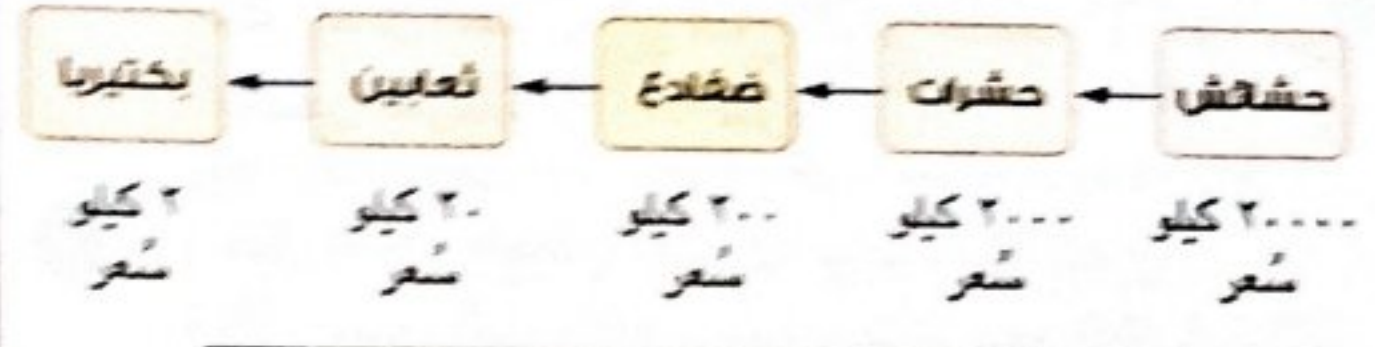 حشائش ← حشرات ← ضفادع ← ثعابين ← بكتيريا
٢٠٠٠٠ كيلو سُعر
٢٠٠٠ كيلو سُعر
٢٠٠ كيلو سُعر
٢٠ كيلو سُعر
٢ كيلو سُعر